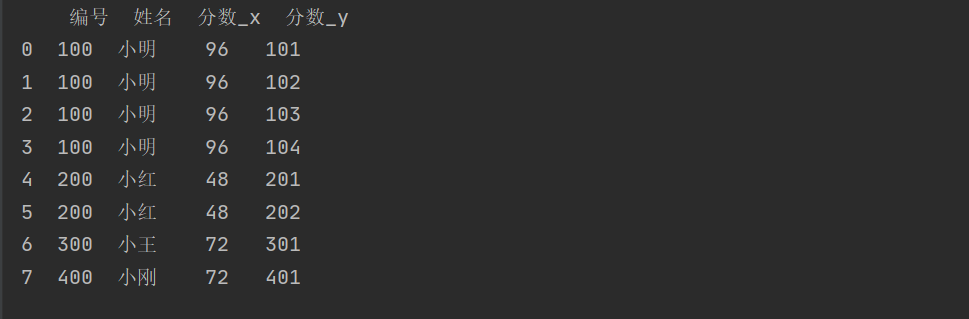 编号 姓名 分数_x 分数_y
0 100 小明 96 101
1 100 小明 96 102
2 100 小明 96 103
3 100 小明 96 104
4 200 小红 48 201
5 200 小红 48 202
6 300 小王 72 301
7 400 小刚 72 401